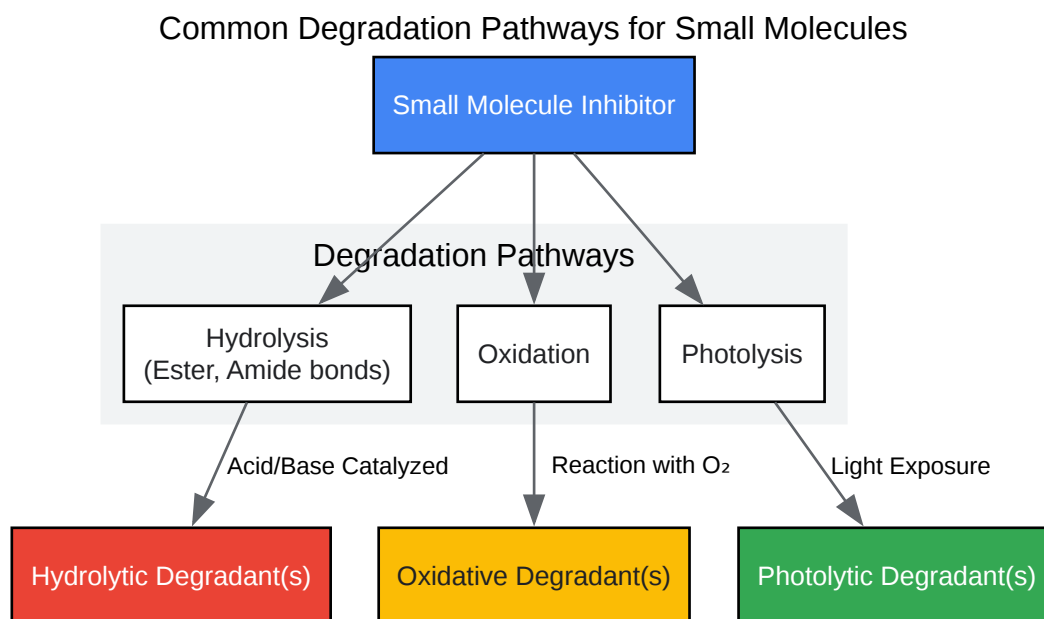 Common Degradation Pathways for Small Molecules
Small Molecule Inhibitor
Degradation Pathways
Hydrolysis
(Ester, Amide bonds)
Oxidation
Photolysis
Acid/Base Catalyzed
Reaction with O₂
Light Exposure
Hydrolytic Degradant(s)
Oxidative Degradant(s)
Photolytic Degradant(s)